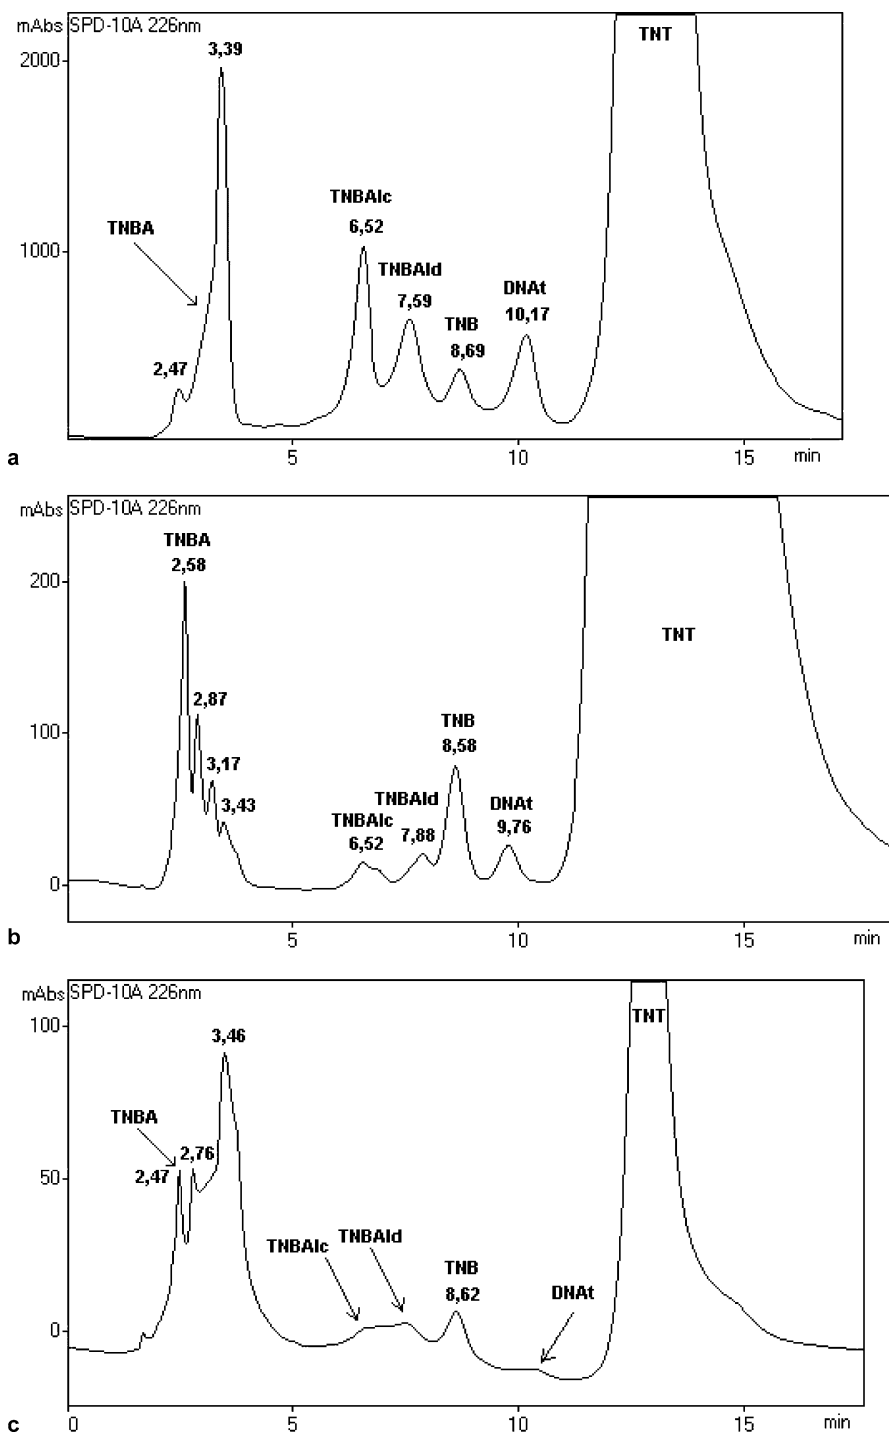 mAbs SPD-10A 226nm
3,39
TNT
2000
TNBAlc
6,52
TNBA
TNBAld
7,59
DNAt
10,17
1000
TNB
8,69
2,47
a
5 10 15 min
mAbs SPD-10A 226nm
TNBA
2,58
200
TNT
2,87
TNB
8,58
100
3,17
3,43
TNBAld
7,88
DNAt
9,76
TNBAlc
6,52
0
b
5 10 15 min
mAbs SPD-10A 226nm
TNT
100
3,46
TNBA
2,76
2,47
50
TNBAlc
TNBAld
TNB
8,62
DNAt
0
c
0 5 10 15 min